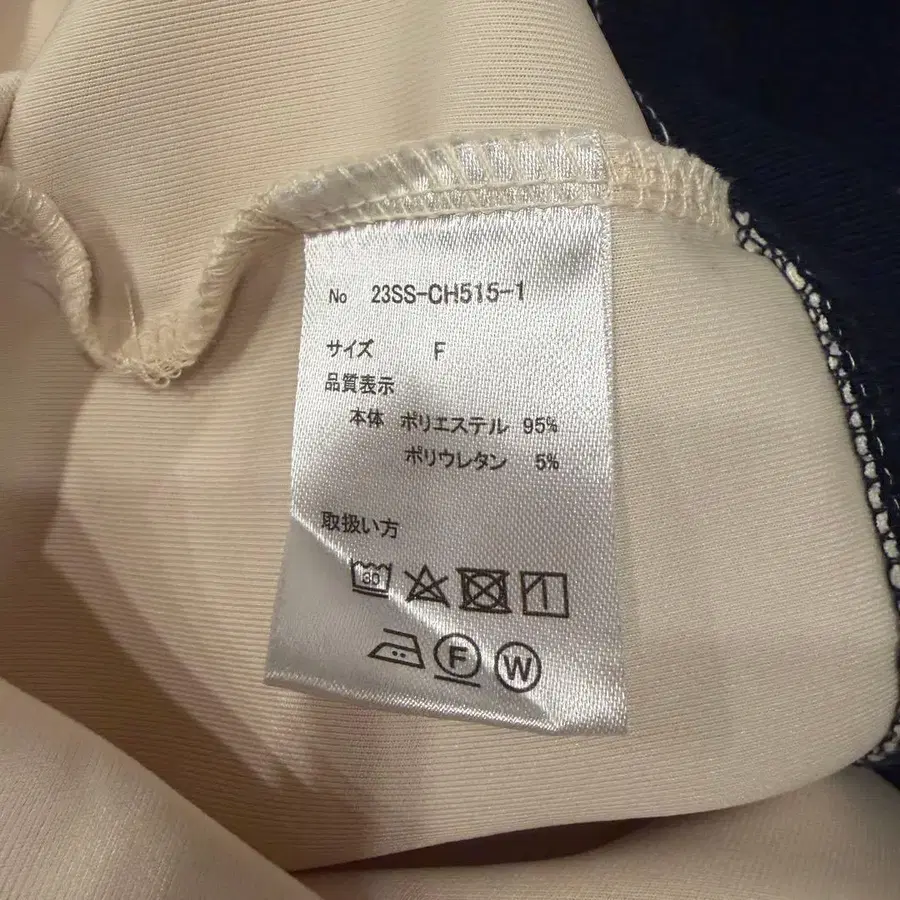 No 23SS-CH515-1
サイズ F
品質表示
本体 ポリエステル 95%
ポリウレタン 5%
取扱い方
30
F W